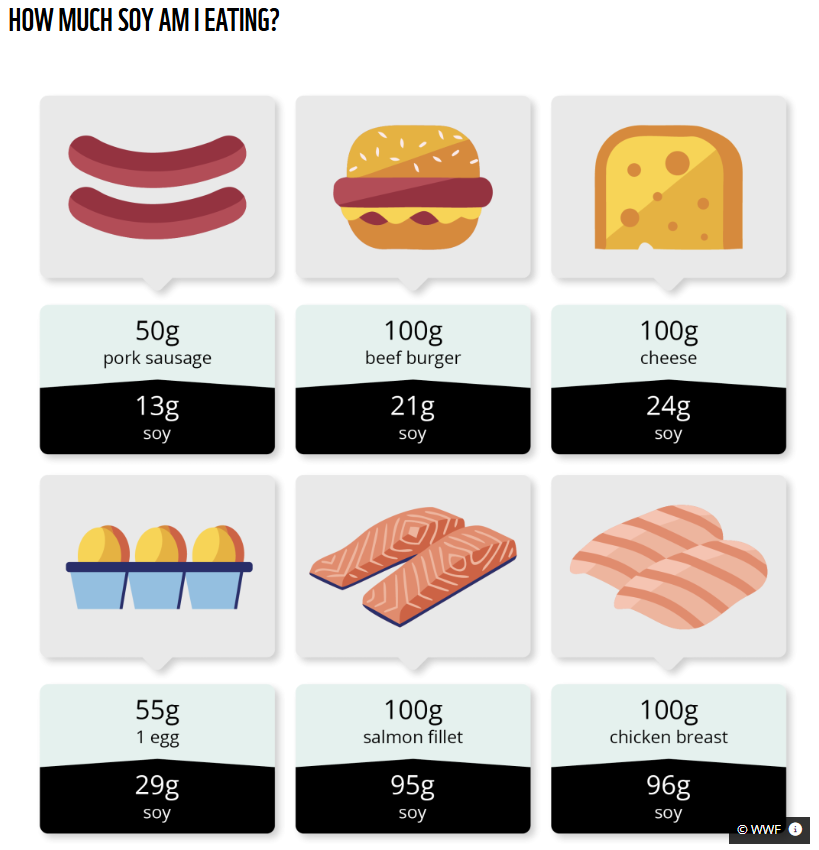 HOW MUCH SOY AM I EATING?
50g
pork sausage
13g
soy
100g
beef burger
21g
soy
100g
cheese
24g
soy
55g
1 egg
29g
soy
100g
salmon fillet
95g
soy
100g
chicken breast
96g
soy
© WWF i